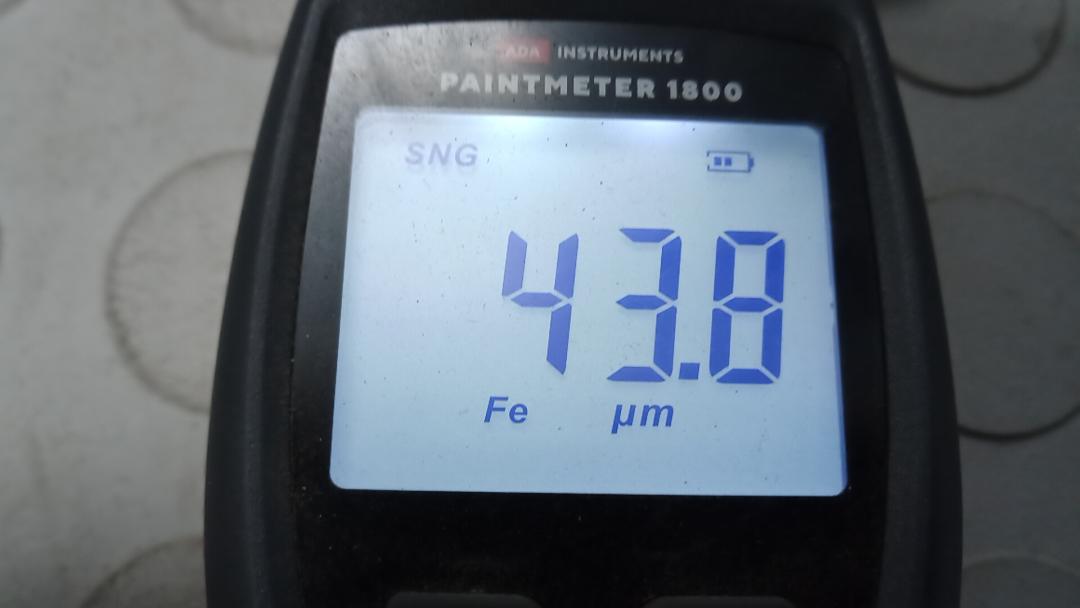 ADA INSTRUMENTS
PAINTMETER 1800
SNG
43.8
Fe µm